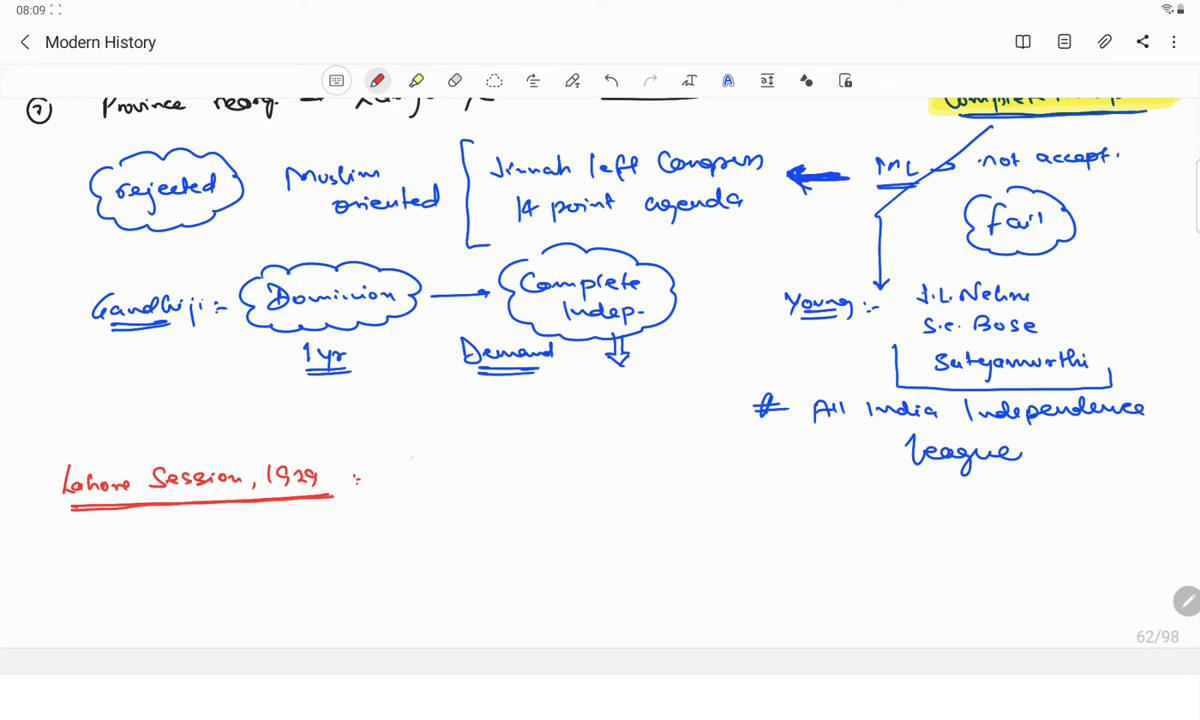 08:09
Modern History
7 Province reorg. -
rejected
Muslim
oriented
Jinnah left Congress
14 point agenda
ML → not accept.
fail
Gandhiji :-
Dominion
1 yr
Complete
Indep.
Demand
Young :-
J.L. Nehru
S.C. Bose
Satyamurthi
# All India Independence
league
Lahore Session, 1929 :-
62/98